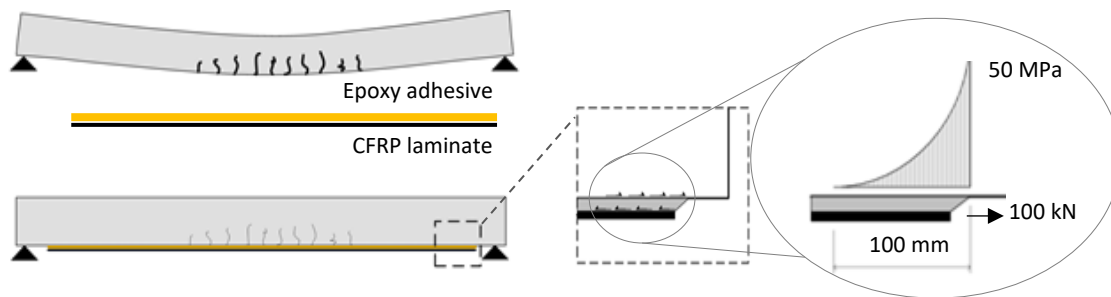 Epoxy adhesive
CFRP laminate
50 MPa
100 kN
100 mm